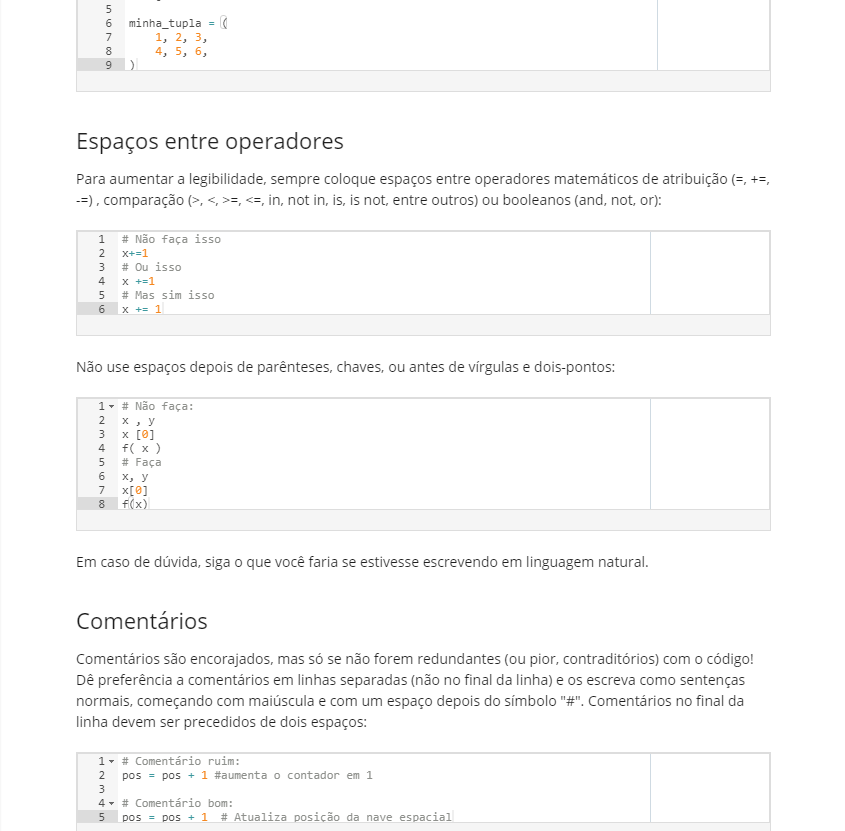 5
6 minha_tupla = (
7     1, 2, 3,
8     4, 5, 6,
9 )
Espaços entre operadores
Para aumentar a legibilidade, sempre coloque espaços entre operadores matemáticos de atribuição (=, +=,
-=) , comparação (>, <, >=, <=, in, not in, is, is not, entre outros) ou booleanos (and, not, or):
1 # Não faça isso
2 x+=1
3 # Ou isso
4 x +=1
5 # Mas sim isso
6 x += 1
Não use espaços depois de parênteses, chaves, ou antes de vírgulas e dois-pontos:
1 # Não faça:
2 x , y
3 x [0]
4 f( x )
5 # Faça
6 x, y
7 x[0]
8 f(x)
Em caso de dúvida, siga o que você faria se estivesse escrevendo em linguagem natural.
Comentários
Comentários são encorajados, mas só se não forem redundantes (ou pior, contraditórios) com o código!
Dê preferência a comentários em linhas separadas (não no final da linha) e os escreva como sentenças
normais, começando com maiúscula e com um espaço depois do símbolo "#". Comentários no final da
linha devem ser precedidos de dois espaços:
1 # Comentário ruim:
2 pos = pos + 1 #aumenta o contador em 1
3
4 # Comentário bom:
5 pos = pos + 1  # Atualiza posição da nave espacial